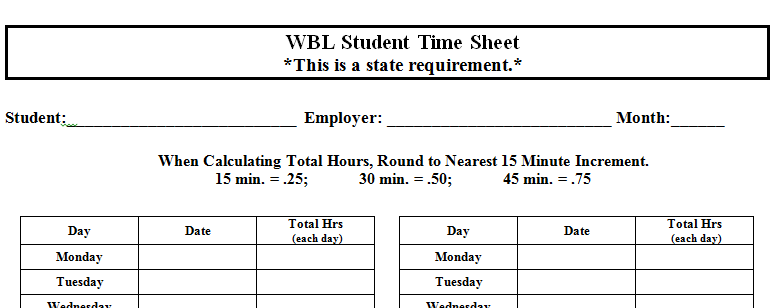 WBL Student Time Sheet
*This is a state requirement.*
Student:__________________________ Employer: _________________________ Month:______
When Calculating Total Hours, Round to Nearest 15 Minute Increment.
15 min. = .25; 30 min. = .50; 45 min. = .75
Day Date Total Hrs (each day) Day Date Total Hrs (each day)
Monday Monday
Tuesday Tuesday
Wednesday Wednesday